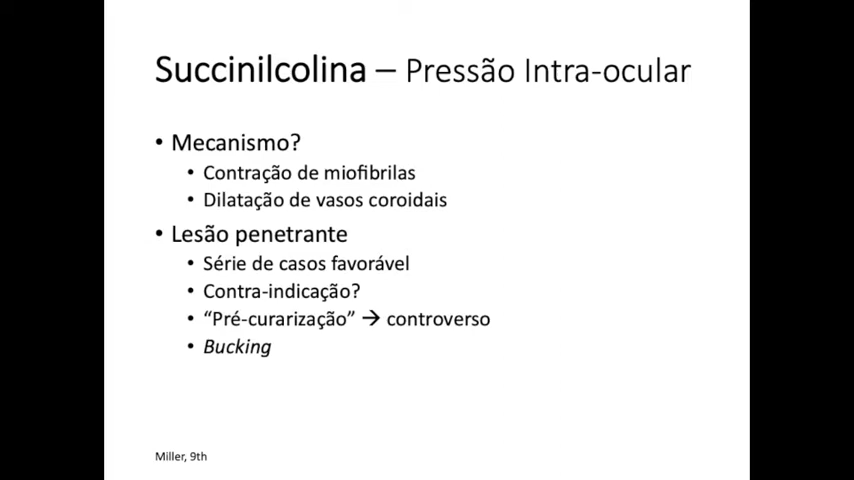 Succinilcolina – Pressão Intra-ocular
• Mecanismo?
• Contração de miofibrilas
• Dilatação de vasos coroidais
• Lesão penetrante
• Série de casos favorável
• Contra-indicação?
• “Pré-curarização” → controverso
• Bucking
Miller, 9th